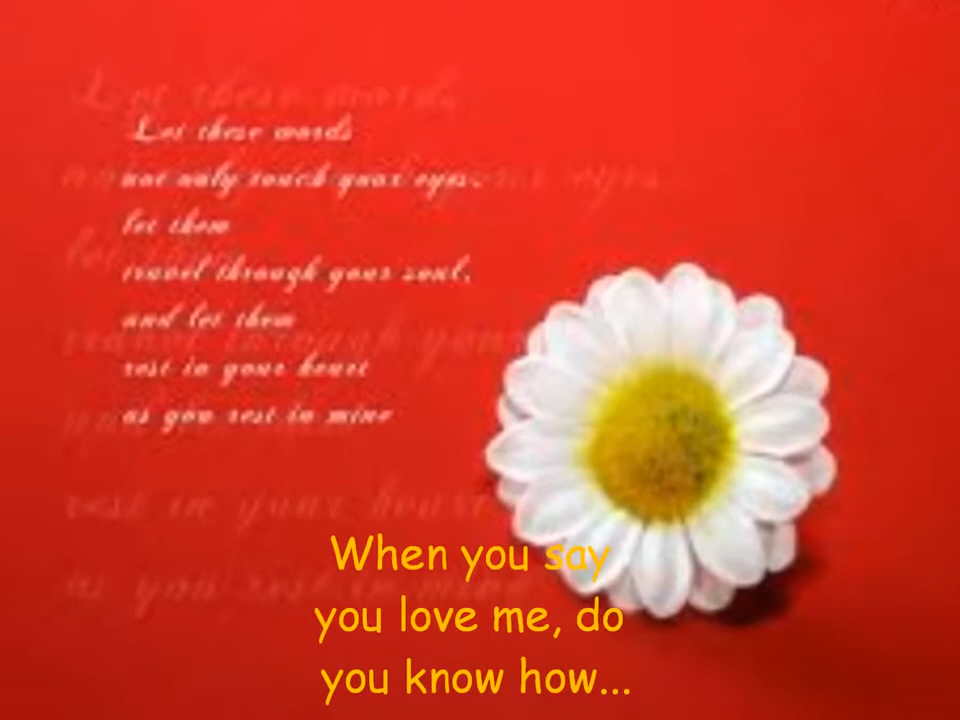 Let these words
not only touch your eyes.
let them
travel through your soul,
and let them
rest in your heart
as you rest in mine
When you say
you love me, do
you know how...